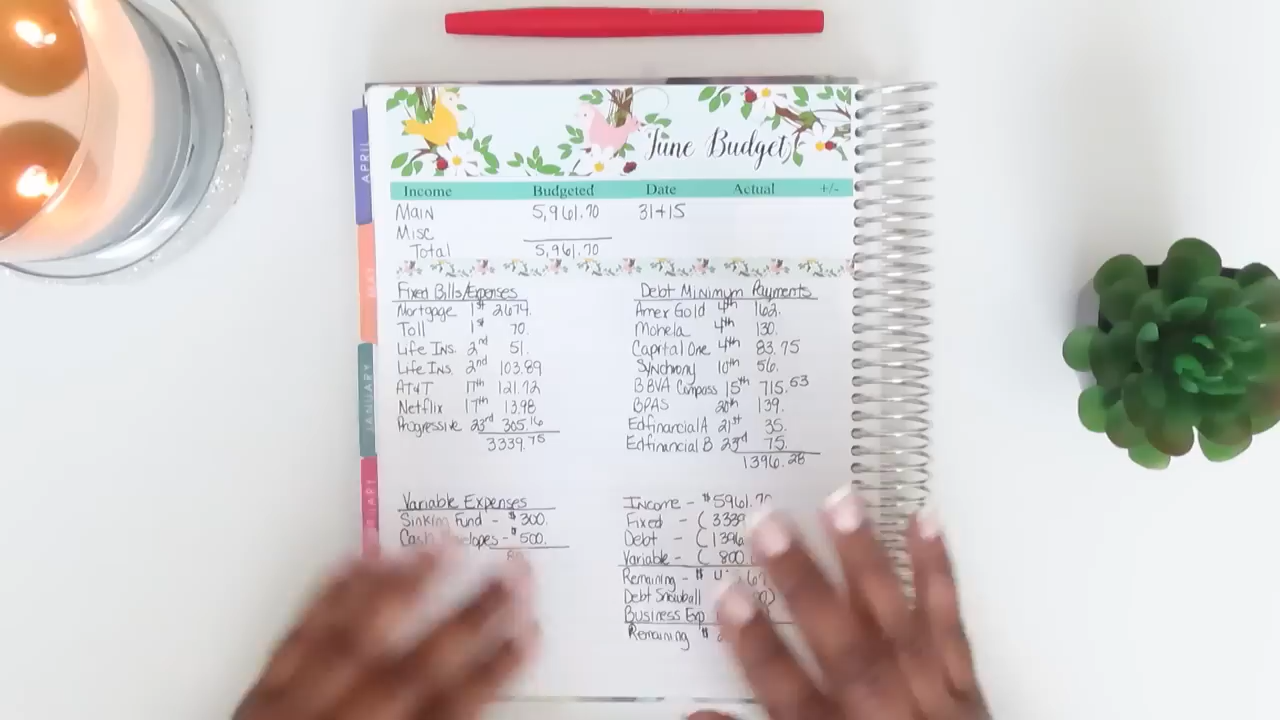 June Budget
Income Budgeted Date Actual +/-
Main 5,961.70 31+15
Misc
Total 5,961.70
Fixed Bills/Expenses
Mortgage 1st 2674.
Toll 1st 70.
Life Ins. 2nd 51.
Life Ins. 2nd 103.89
AT&T 17th 121.72
Netflix 17th 13.98
Progressive 23rd 305.16
3339.75
Debt Minimum Payments
Amex Gold 4th 162.
Mohela 4th 130.
Capital One 4th 83.75
Synchrony 10th 56.
BBVA Compass 15th 715.53
BPAS 20th 139.
Edfinancial A 21st 35.
Edfinancial B 23rd 75.
1396.28
Variable Expenses
Sinking Fund - $300.
Cash - $500.
Income - $5961.70
Fixed - (3339
Debt - (1396
Variable - (800.
Remaining - $
Debt Snowball
Business Exp
Remaining $
APRIL
MAY
JANUARY